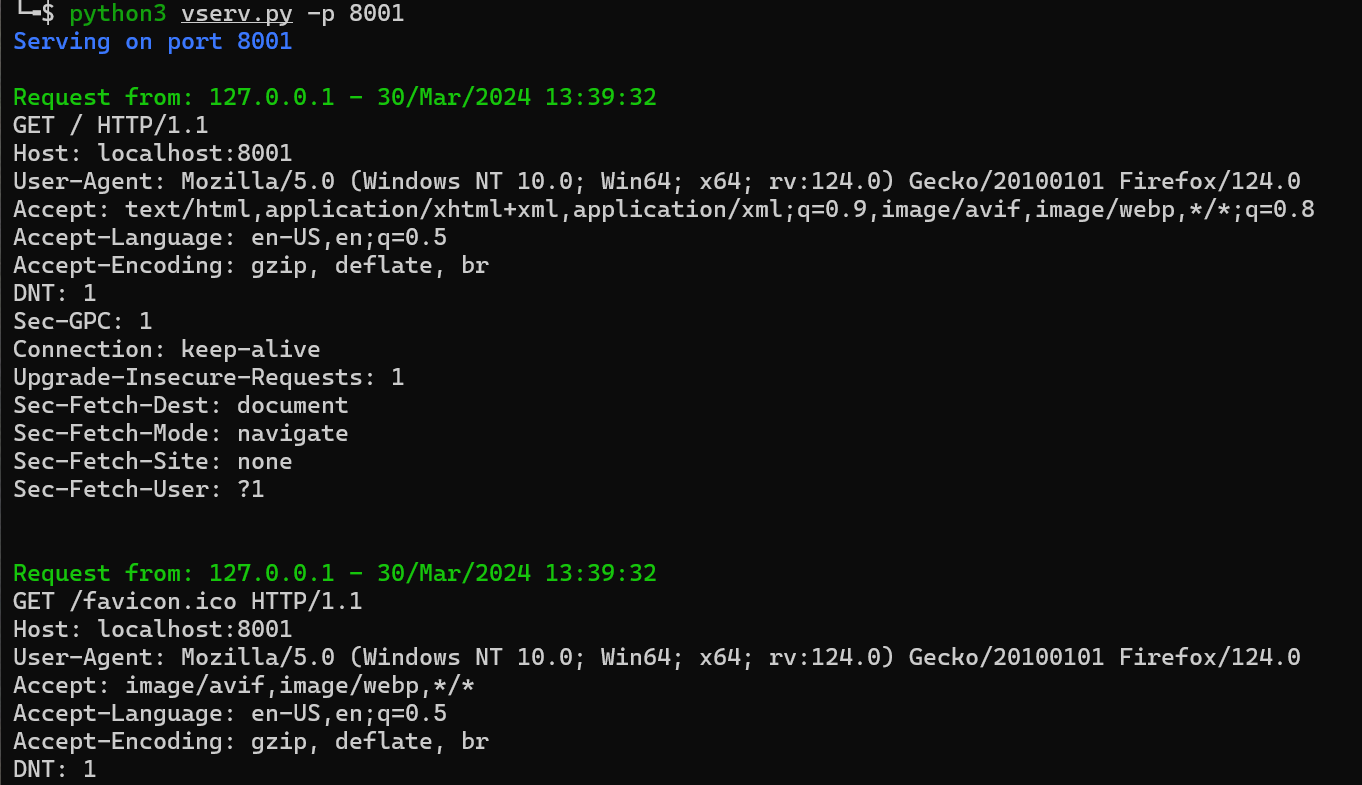 └─$ python3 vserv.py -p 8001
Serving on port 8001
Request from: 127.0.0.1 - 30/Mar/2024 13:39:32
GET / HTTP/1.1
Host: localhost:8001
User-Agent: Mozilla/5.0 (Windows NT 10.0; Win64; x64; rv:124.0) Gecko/20100101 Firefox/124.0
Accept: text/html,application/xhtml+xml,application/xml;q=0.9,image/avif,image/webp,*/*;q=0.8
Accept-Language: en-US,en;q=0.5
Accept-Encoding: gzip, deflate, br
DNT: 1
Sec-GPC: 1
Connection: keep-alive
Upgrade-Insecure-Requests: 1
Sec-Fetch-Dest: document
Sec-Fetch-Mode: navigate
Sec-Fetch-Site: none
Sec-Fetch-User: ?1
Request from: 127.0.0.1 - 30/Mar/2024 13:39:32
GET /favicon.ico HTTP/1.1
Host: localhost:8001
User-Agent: Mozilla/5.0 (Windows NT 10.0; Win64; x64; rv:124.0) Gecko/20100101 Firefox/124.0
Accept: image/avif,image/webp,*/*
Accept-Language: en-US,en;q=0.5
Accept-Encoding: gzip, deflate, br
DNT: 1